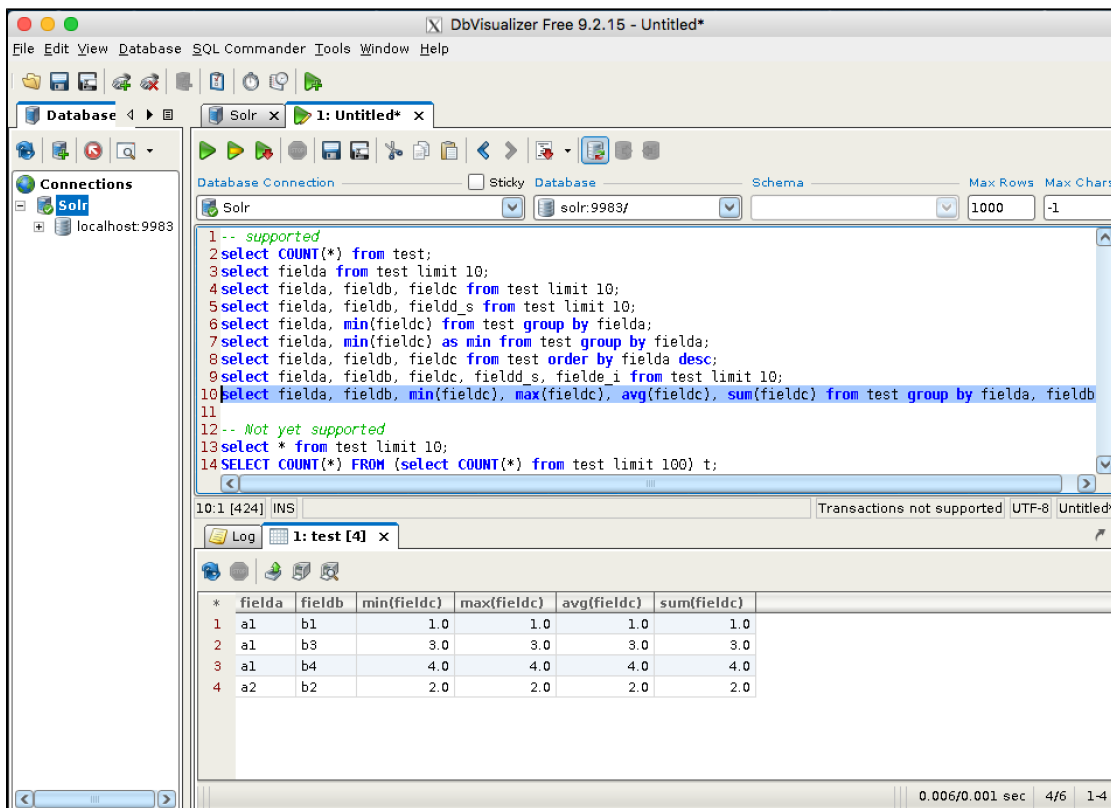 DbVisualizer Free 9.2.15 - Untitled*
File Edit View Database SQL Commander Tools Window Help
Database
Solr
1: Untitled*
Connections
Solr
localhost:9983
Database Connection
Sticky
Database
Schema
Max Rows
Max Chars
Solr
solr:9983/
1000
-1
1 -- supported
2 select COUNT(*) from test;
3 select fielda from test limit 10;
4 select fielda, fieldb, fieldc from test limit 10;
5 select fielda, fieldb, fieldd_s from test limit 10;
6 select fielda, min(fieldc) from test group by fielda;
7 select fielda, min(fieldc) as min from test group by fielda;
8 select fielda, fieldb, fieldc from test order by fielda desc;
9 select fielda, fieldb, fieldc, fieldd_s, fielde_i from test limit 10;
10 select fielda, fieldb, min(fieldc), max(fieldc), avg(fieldc), sum(fieldc) from test group by fielda, fieldb
11
12 -- Not yet supported
13 select * from test limit 10;
14 SELECT COUNT(*) FROM (select COUNT(*) from test limit 100) t;
10:1 [424] INS
Transactions not supported UTF-8 Untitled*
Log
1: test [4]
* fielda fieldb min(fieldc) max(fieldc) avg(fieldc) sum(fieldc)
1 a1 b1 1.0 1.0 1.0 1.0
2 a1 b3 3.0 3.0 3.0 3.0
3 a1 b4 4.0 4.0 4.0 4.0
4 a2 b2 2.0 2.0 2.0 2.0
0.006/0.001 sec 4/6 1-4